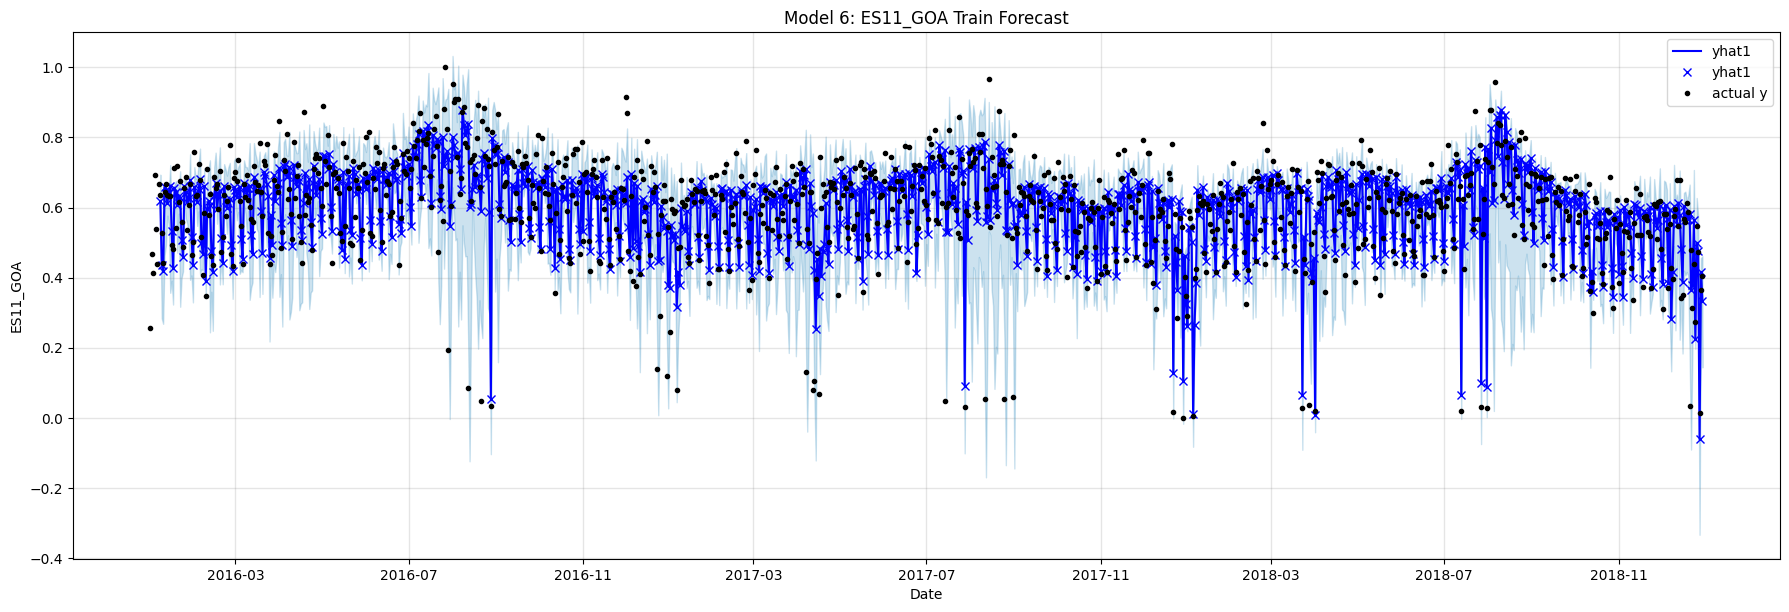 Model 6: ES11_GOA Train Forecast
yhat1
yhat1
actual y
ES11_GOA
1.0
0.8
0.6
0.4
0.2
0.0
−0.2
−0.4
2016-03
2016-07
2016-11
2017-03
2017-07
2017-11
2018-03
2018-07
2018-11
Date